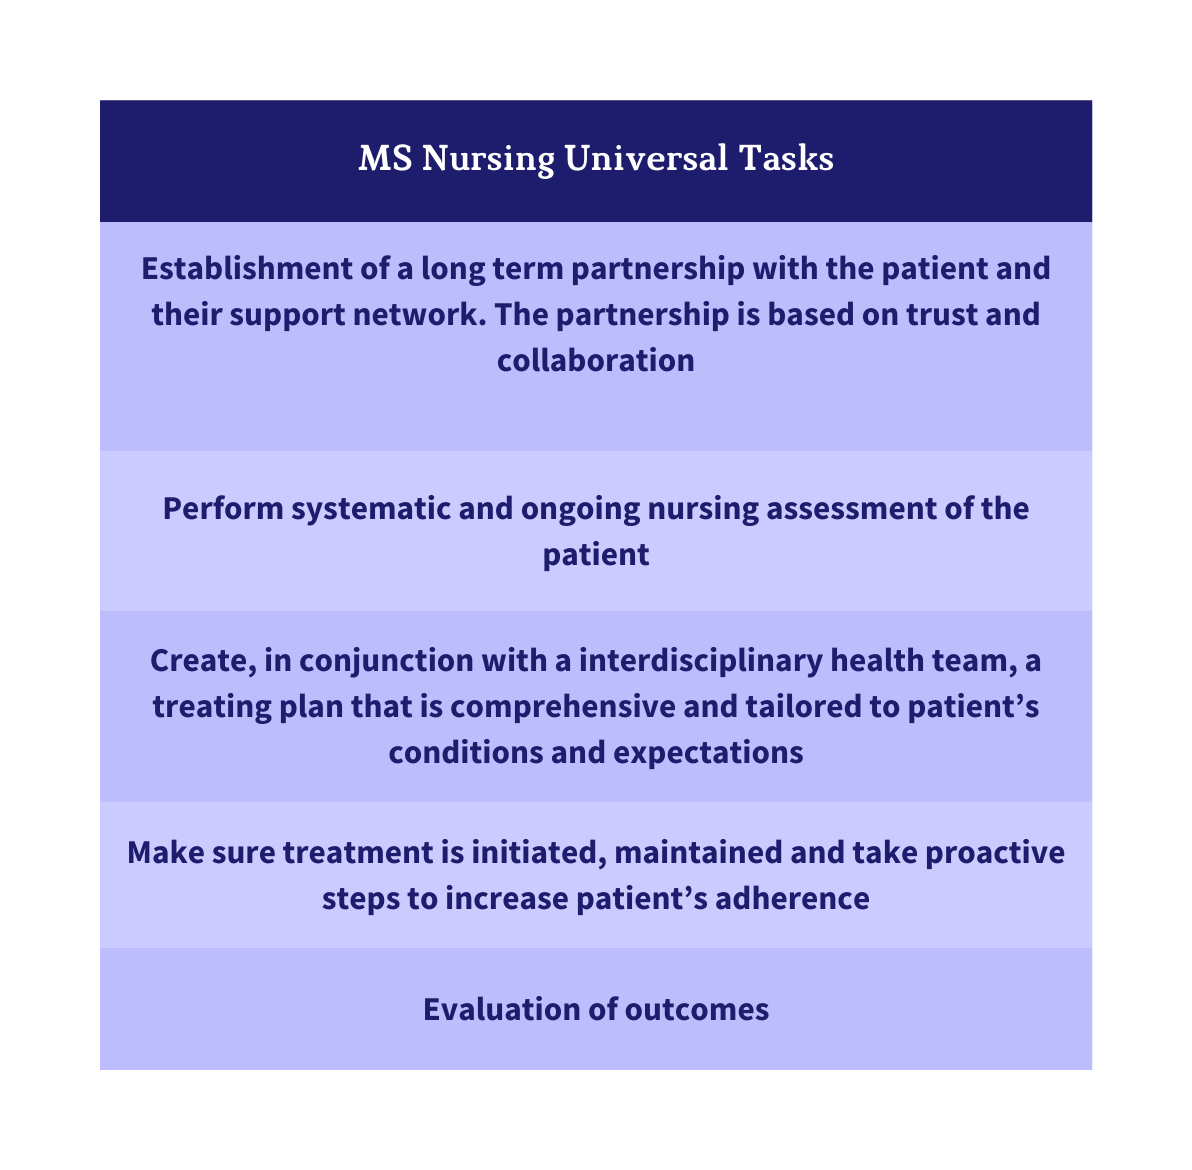 MS Nursing Universal Tasks
Establishment of a long term partnership with the patient and
their support network. The partnership is based on trust and
collaboration
Perform systematic and ongoing nursing assessment of the
patient
Create, in conjunction with a interdisciplinary health team, a
treating plan that is comprehensive and tailored to patient’s
conditions and expectations
Make sure treatment is initiated, maintained and take proactive
steps to increase patient’s adherence
Evaluation of outcomes